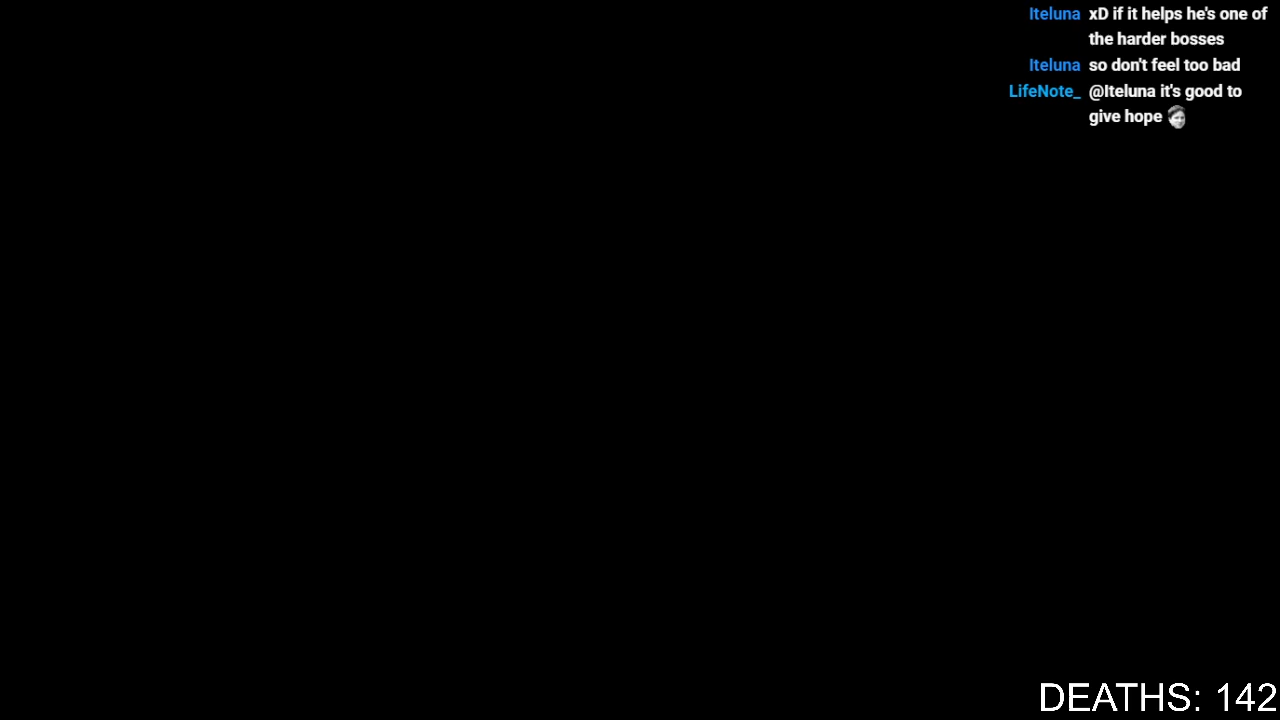 Iteluna xD if it helps he's one of
the harder bosses
Iteluna so don't feel too bad
LifeNote_ @Iteluna it's good to
give hope
DEATHS: 142